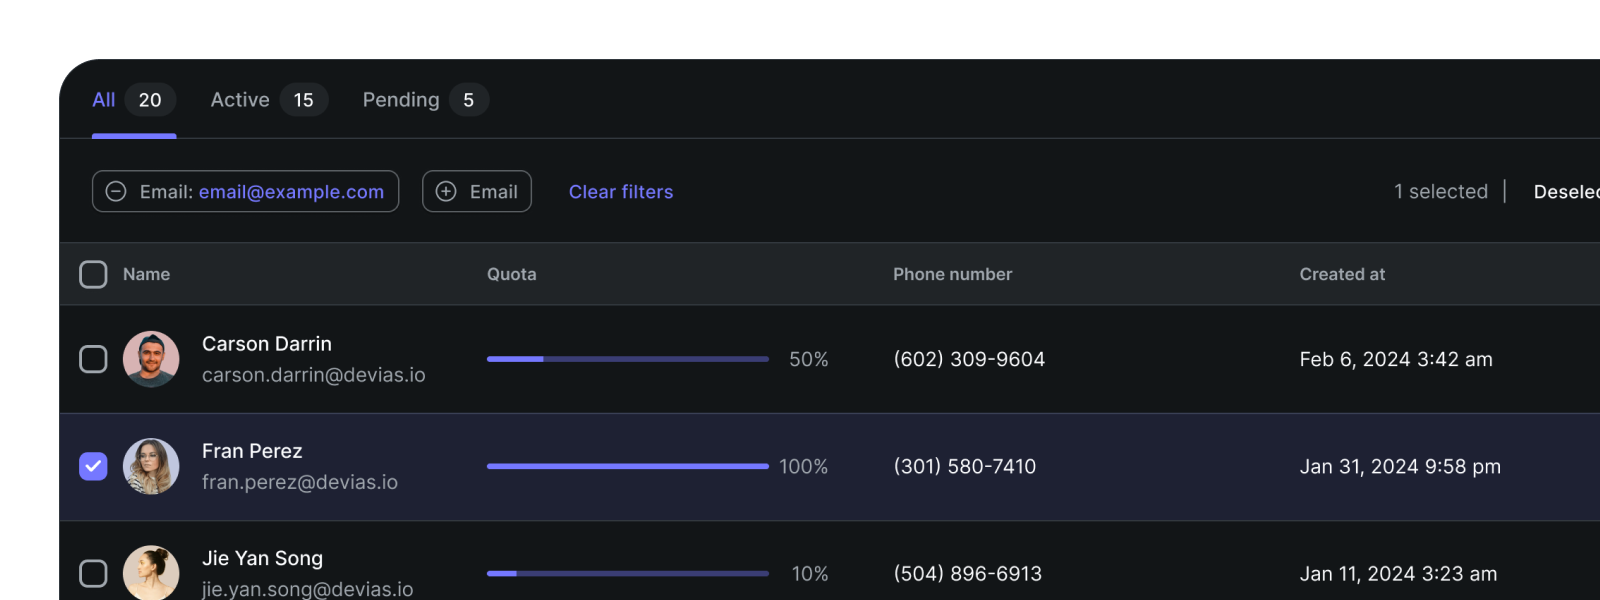 All 20 Active 15 Pending 5
Email: email@example.com Email Clear filters 1 selected
Name Quota Phone number Created at
Carson Darrin
carson.darrin@devias.io
50% (602) 309-9604 Feb 6, 2024 3:42 am
Fran Perez
fran.perez@devias.io
100% (301) 580-7410 Jan 31, 2024 9:58 pm
Jie Yan Song
jie.yan.song@devias.io
10% (504) 896-6913 Jan 11, 2024 3:23 am